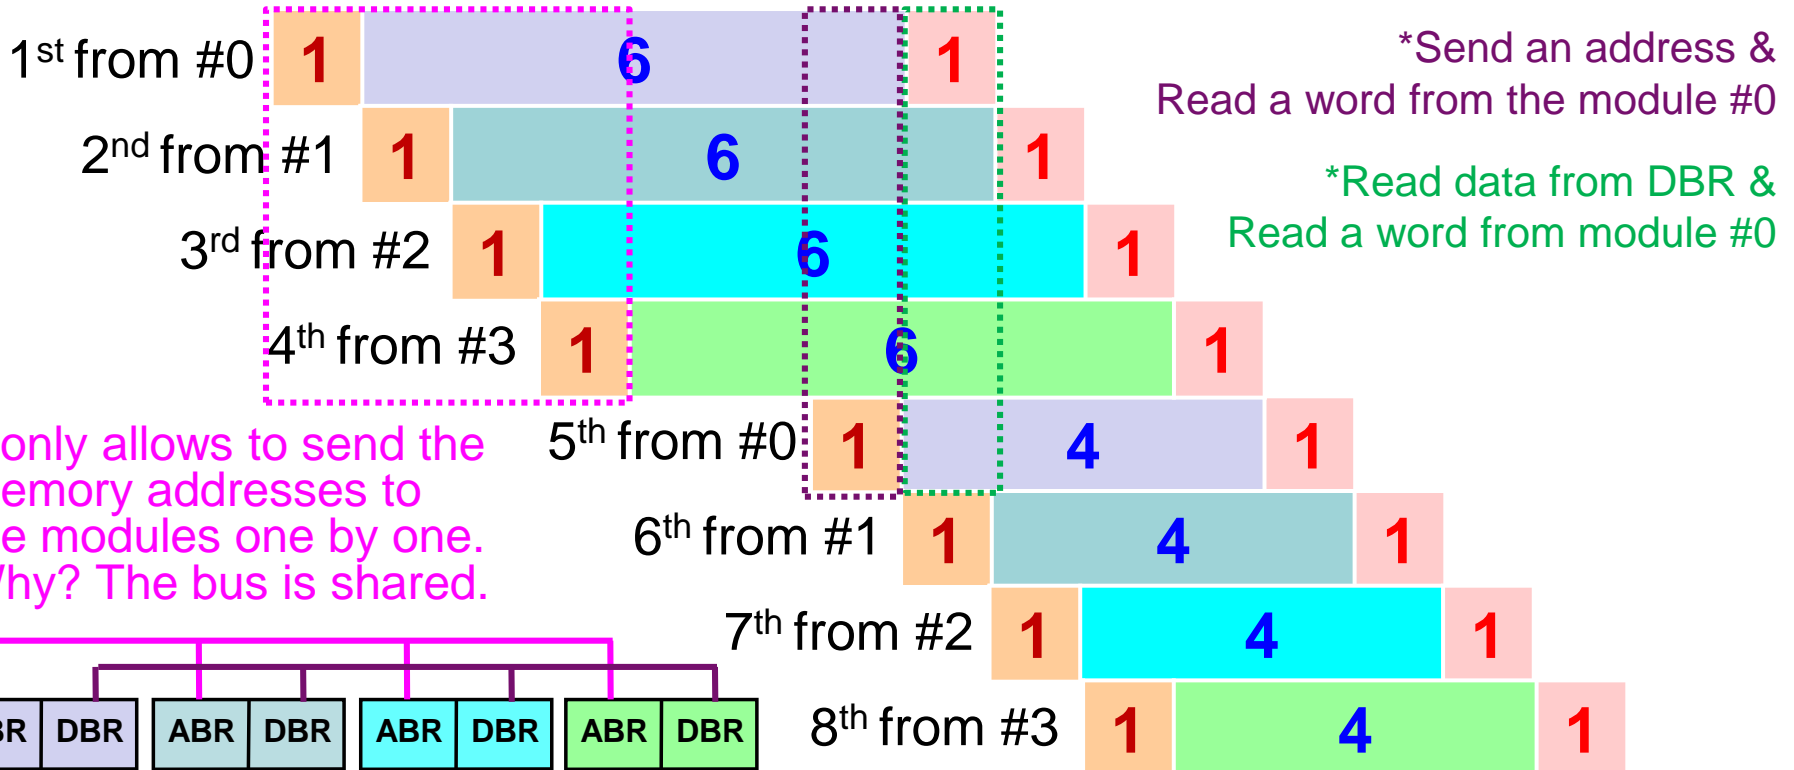 1st from #0 1 6 1
2nd from #1 1 6 1
3rd from #2 1 6 1
4th from #3 1 6 1
5th from #0 1 4 1
6th from #1 1 4 1
7th from #2 1 4 1
8th from #3 1 4 1
*Send an address &
Read a word from the module #0
*Read data from DBR &
Read a word from module #0
only allows to send the
emory addresses to
e modules one by one.
hy? The bus is shared.
BR DBR ABR DBR ABR DBR ABR DBR